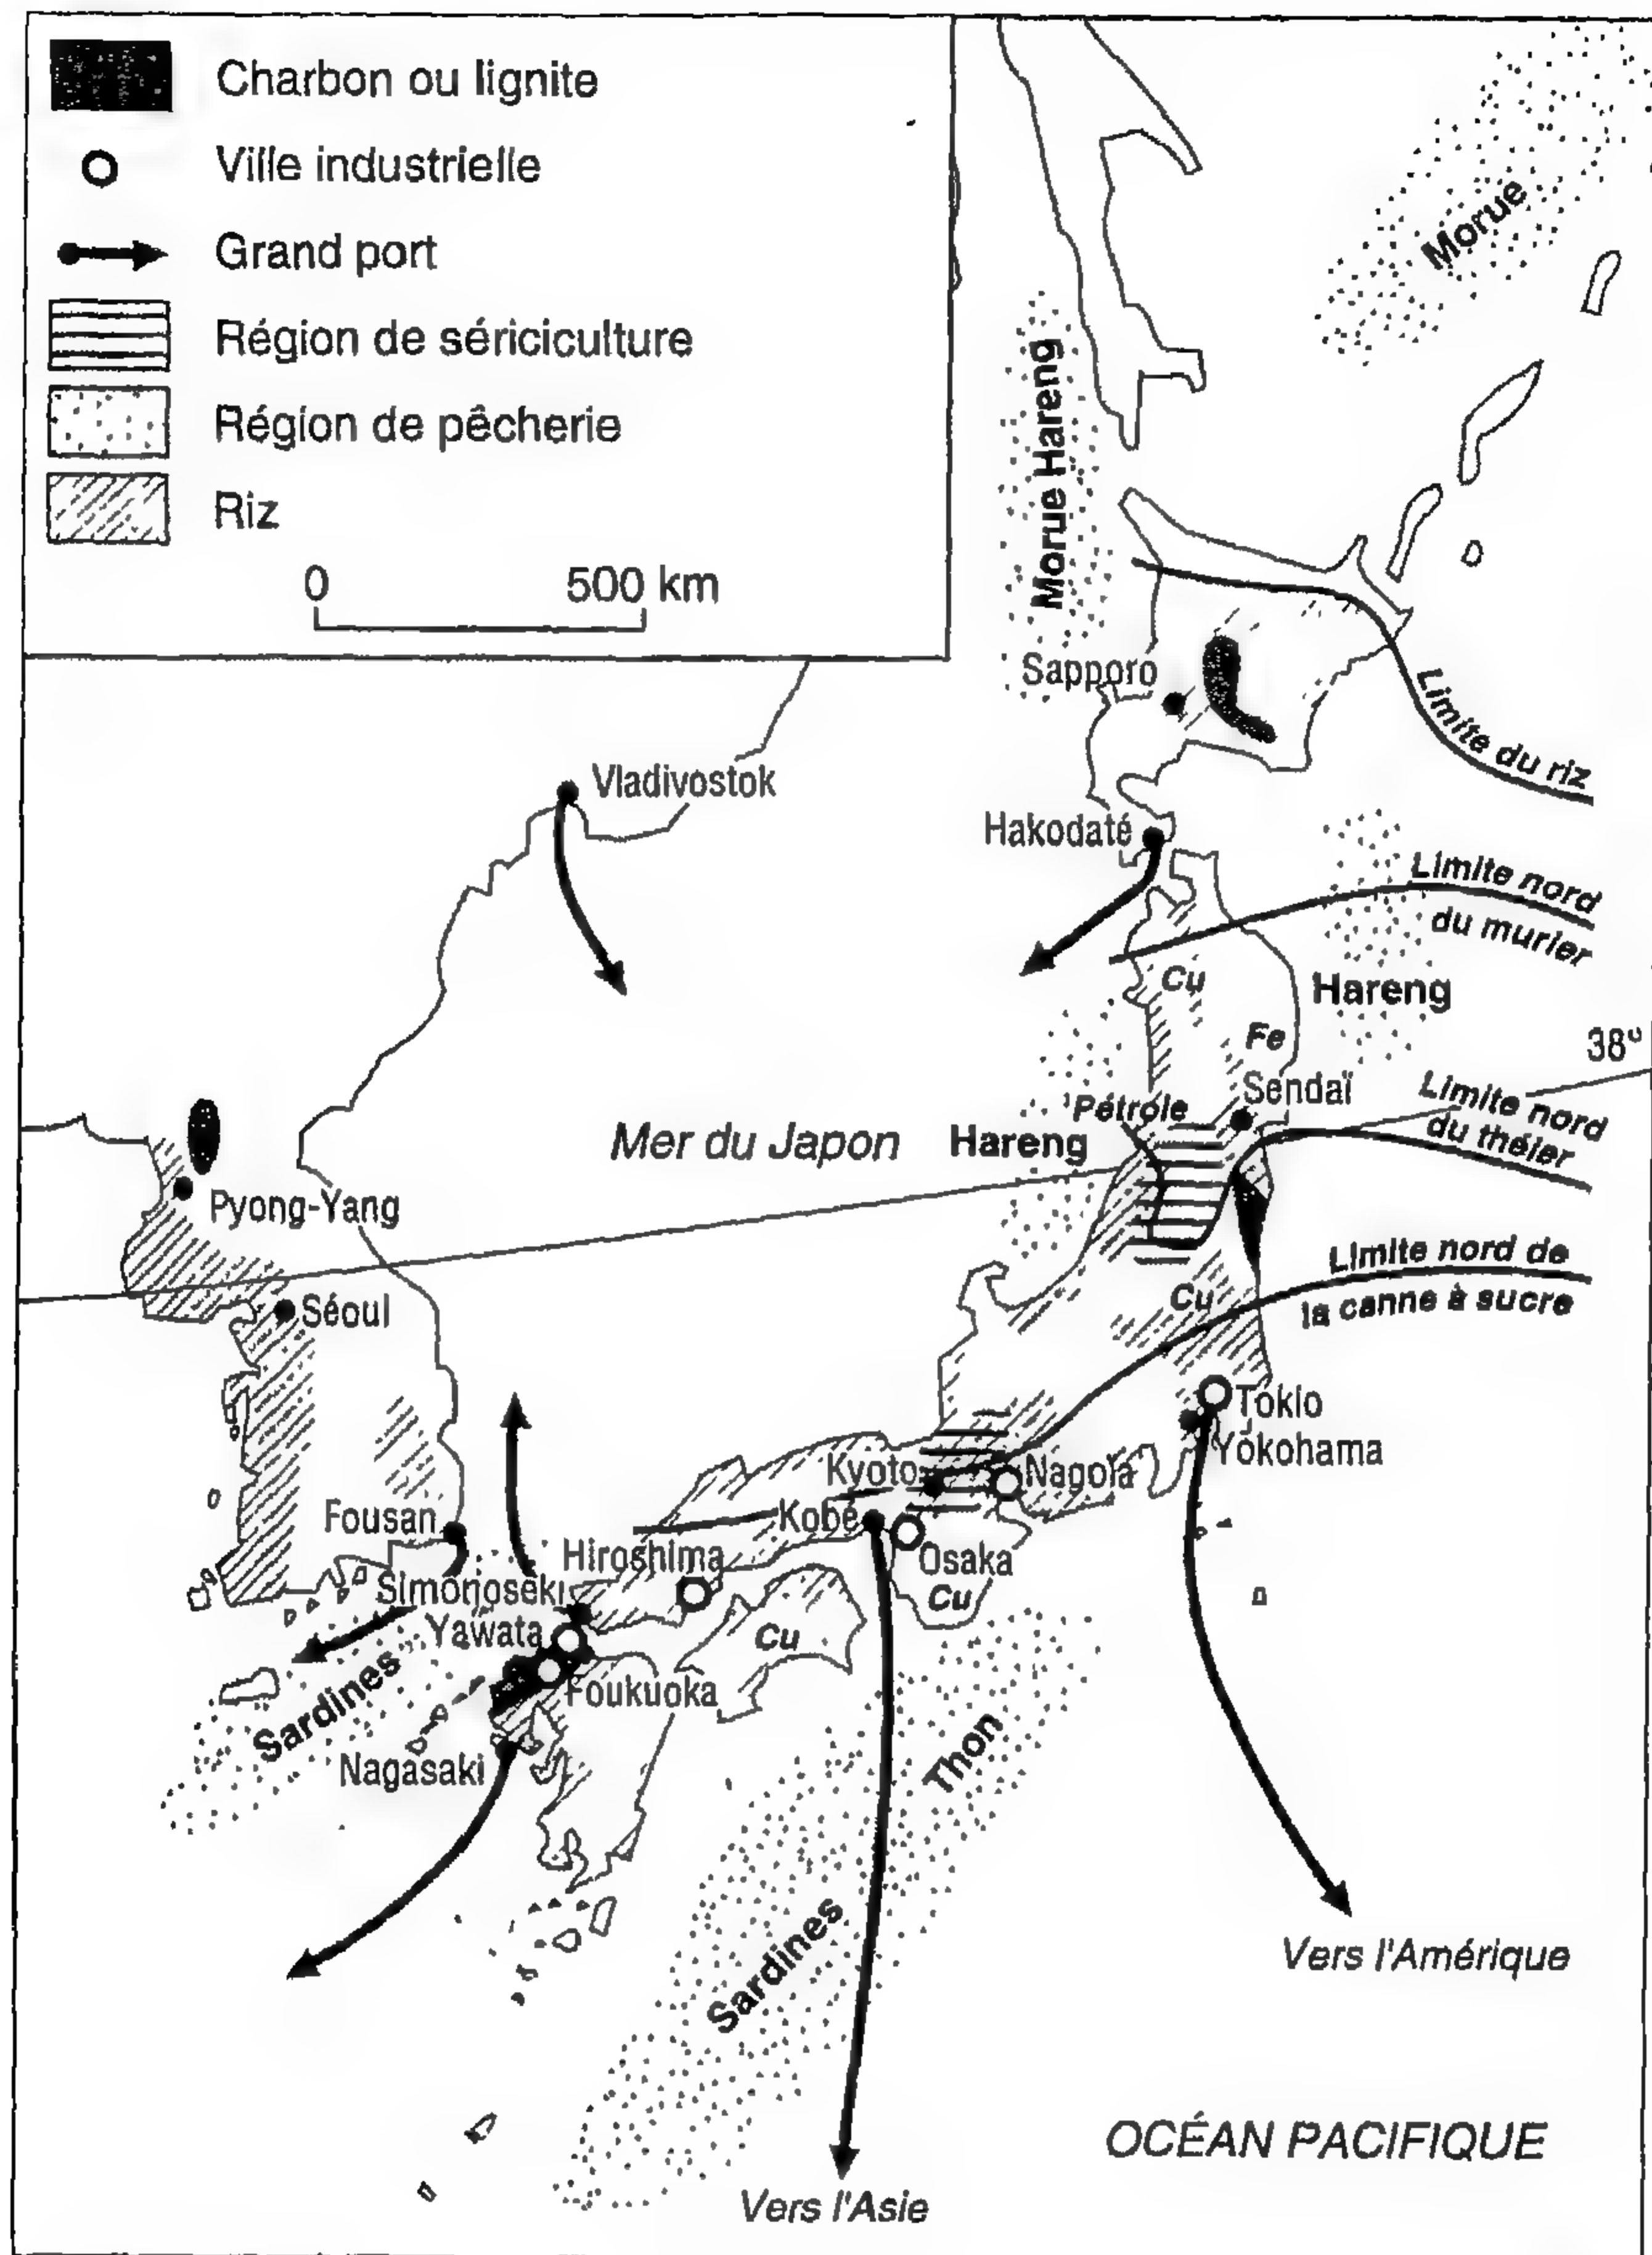 Charbon ou lignite
Ville industrielle
Grand port
Région de sériciculture
Région de pêcherie
Riz
0 500 km
Morue
Morue Hareng
Sapporo
Limite du riz
Vladivostok
Hakodaté
Limite nord
du murier
Cu
Hareng
Fe
38°
Sendaï
Limite nord
du théier
Pétrole
Mer du Japon
Hareng
Pyong-Yang
Limite nord de
la canne à sucre
Cu
Séoul
Tokio
Yokohama
Kyoto
Nagoïa
Kobé
Fousan
Hiroshima
Osaka
Simonoseki
Cu
Yawata
Cu
Foukuoka
Sardines
Thon
Nagasaki
Sardines
Vers l'Amérique
OCÉAN PACIFIQUE
Vers l'Asie